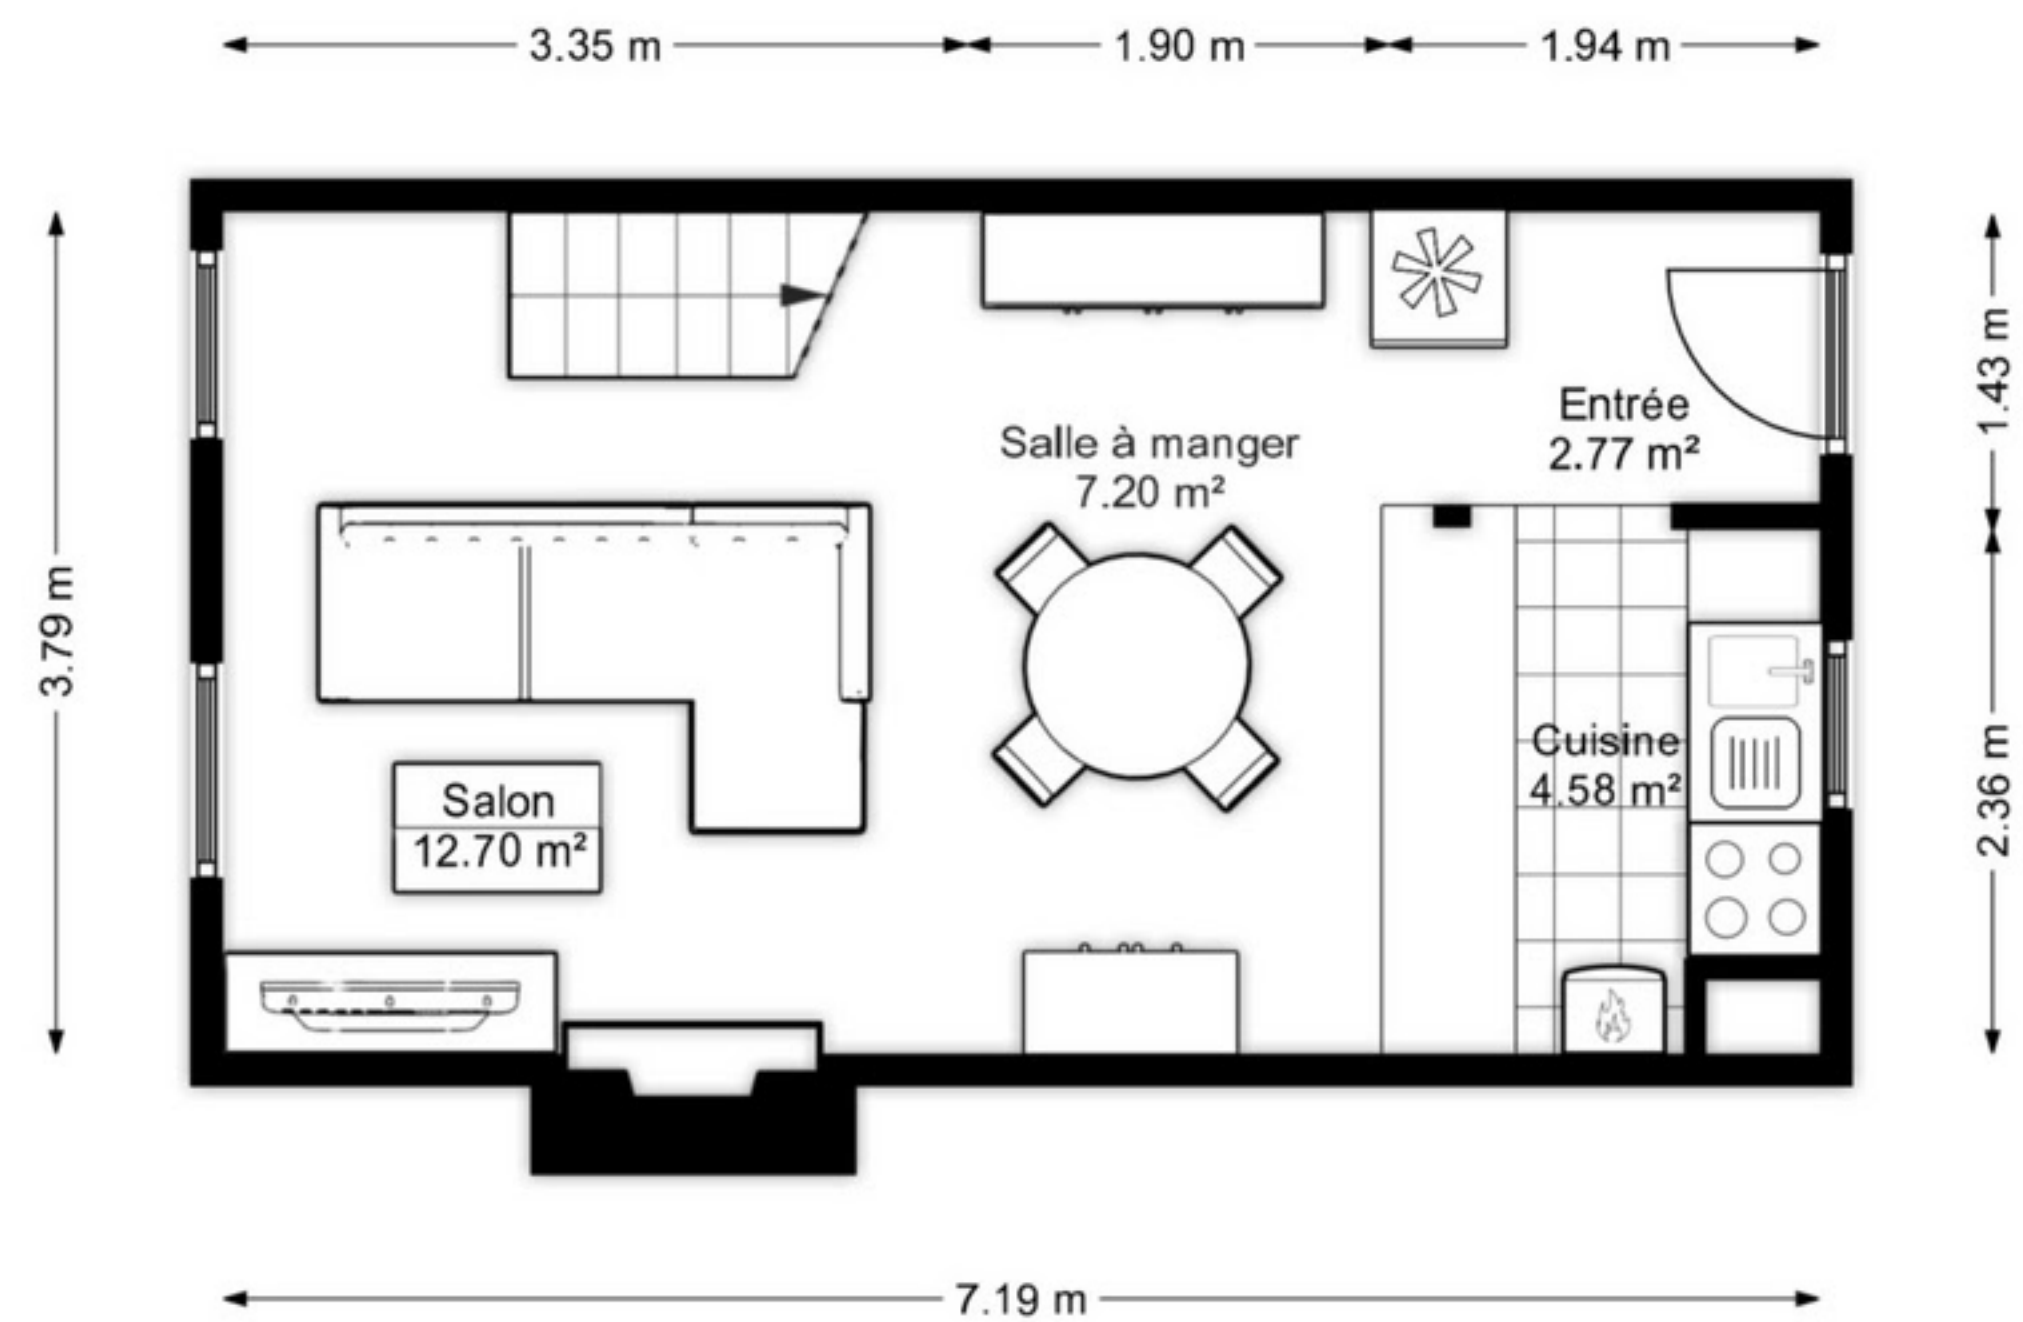 3.35 m
1.90 m
1.94 m
3.79 m
1.43 m
Entrée
2.77 m²
Salle à manger
7.20 m²
Cuisine
4.58 m²
2.36 m
Salon
12.70 m²
7.19 m